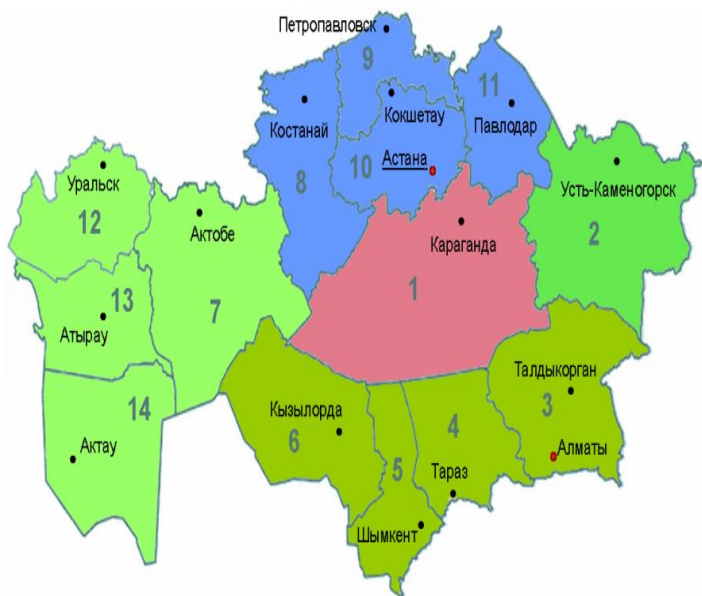 Петропавловск
9
11
Костанай
Кокшетау
Павлодар
10
Астана
Уральск
8
Усть-Каменогорск
12
Актобе
Караганда
2
13
1
7
Атырау
Талдыкорган
14
3
Кызылорда
4
6
Актау
Алматы
5
Тараз
Шымкент